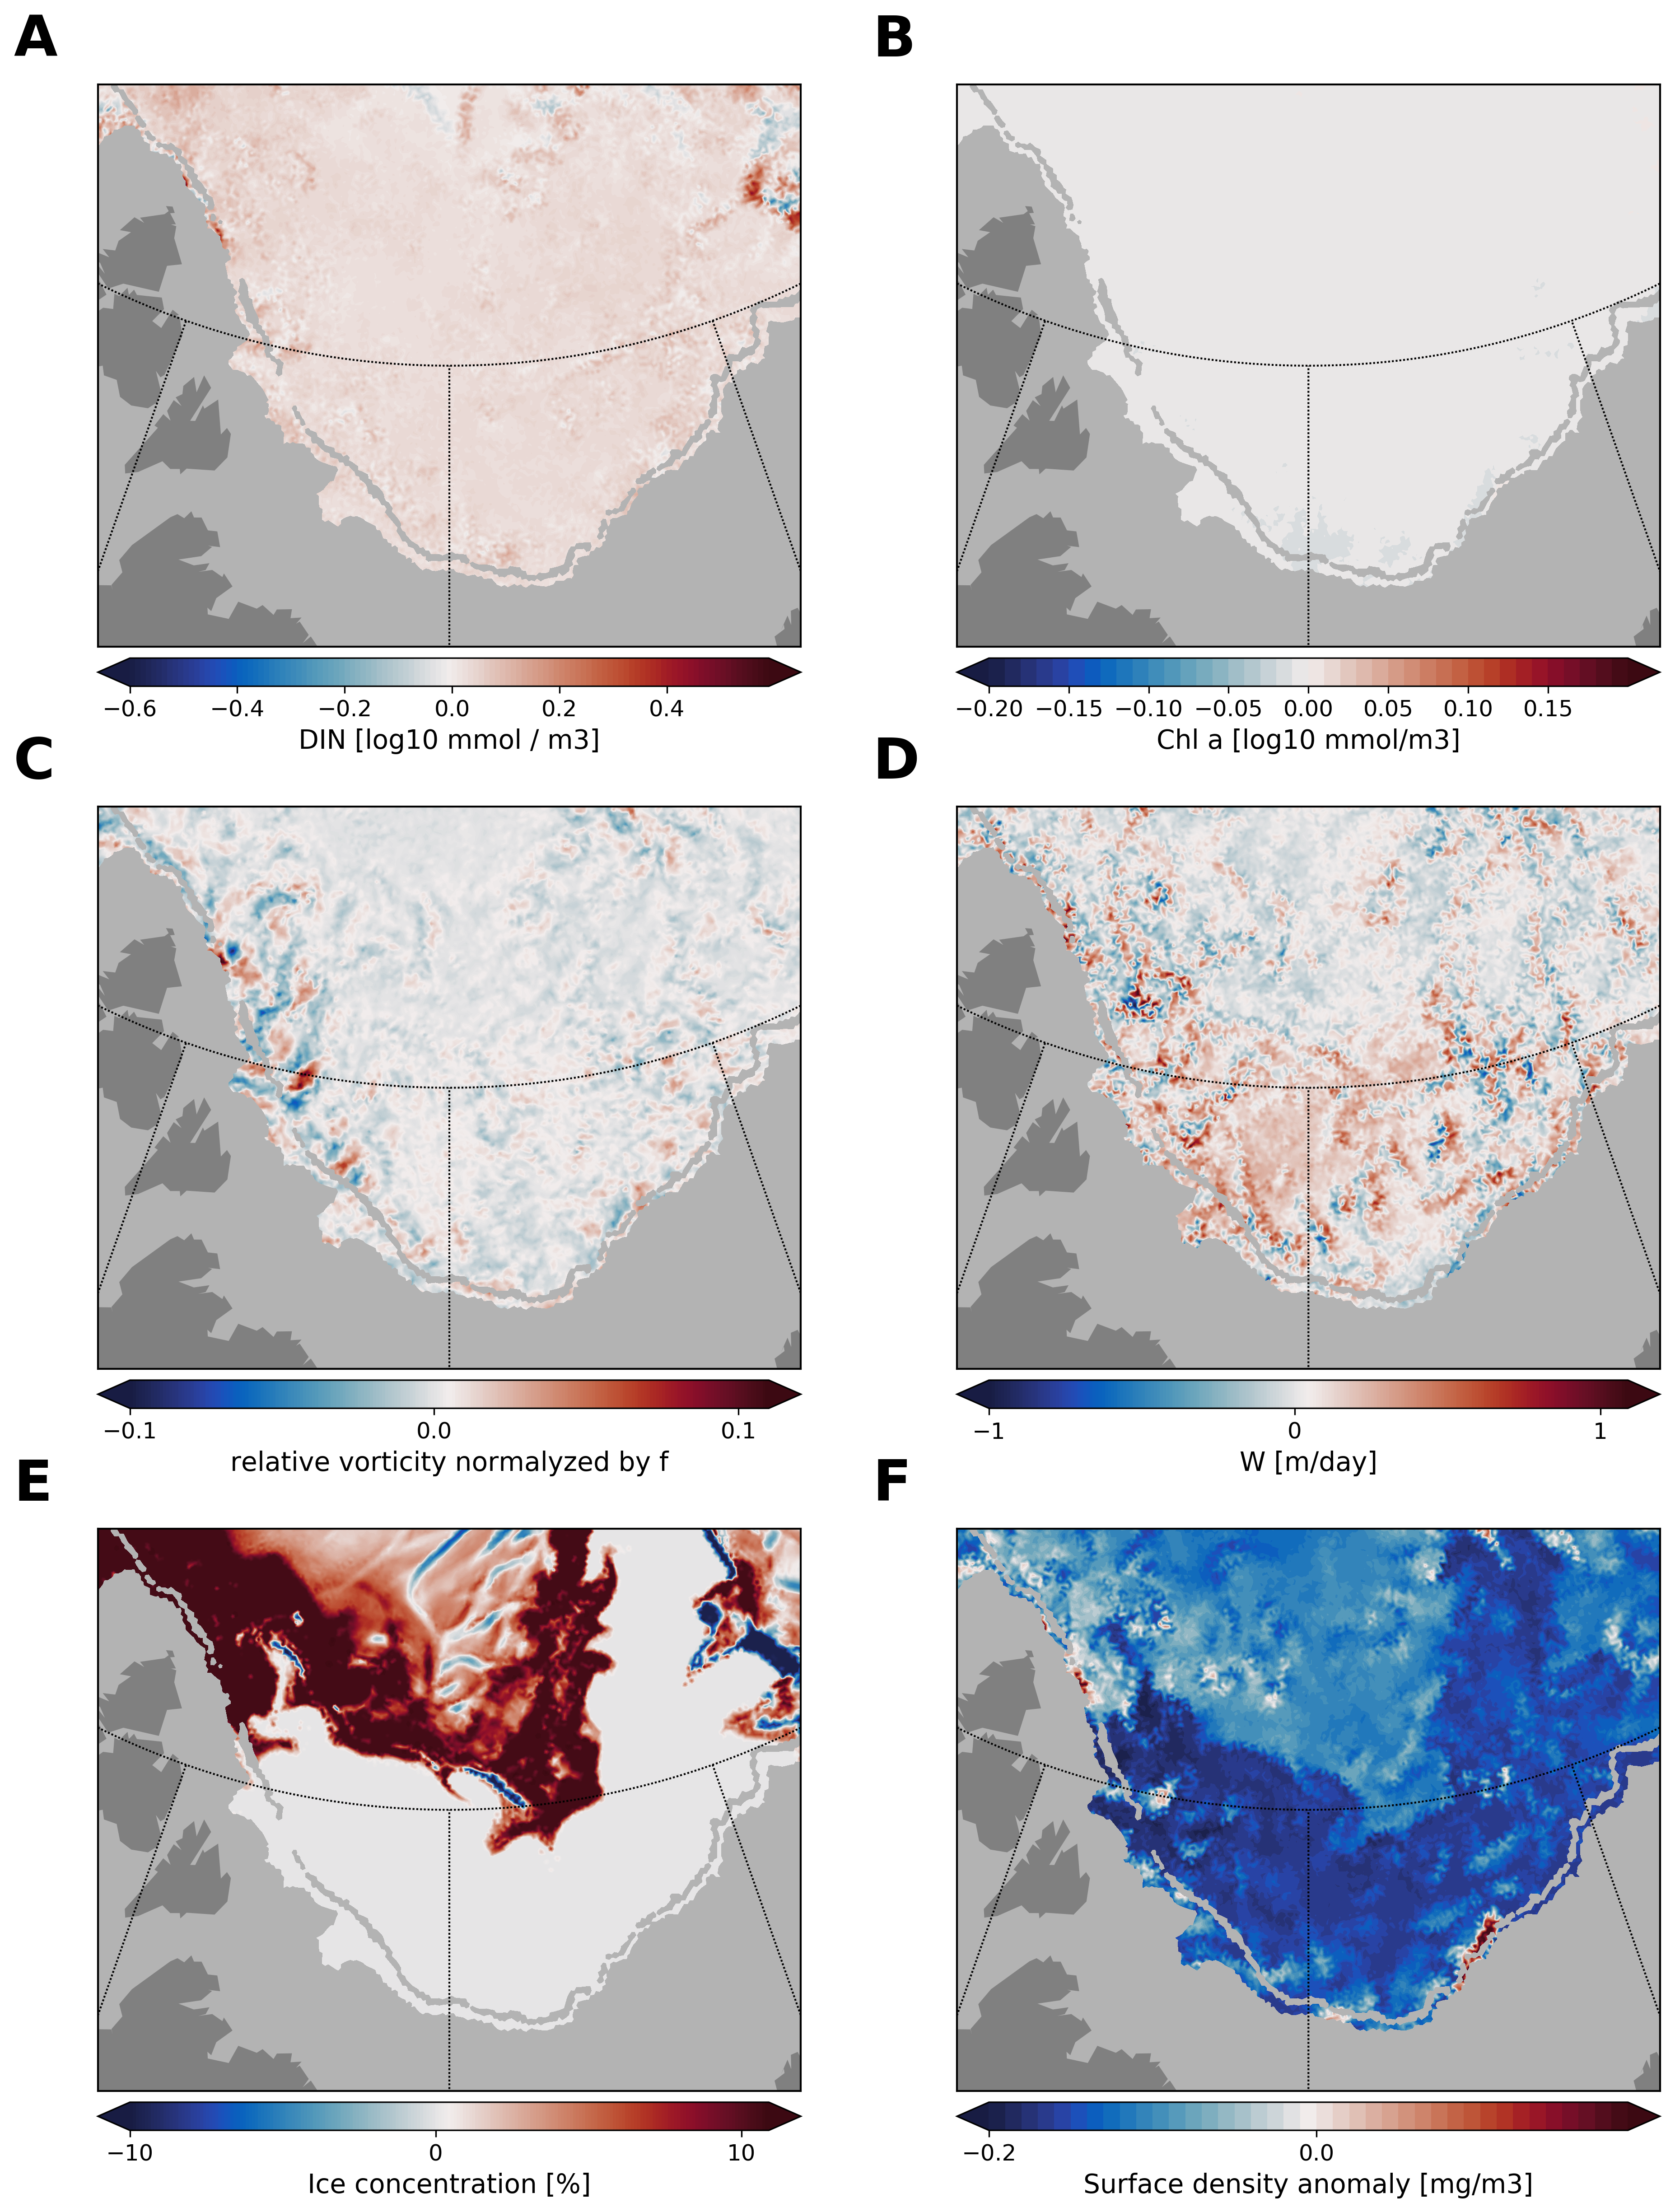 A
B
−0.6 −0.4 −0.2 0.0 0.2 0.4
DIN [log10 mmol / m3]
−0.20 −0.15 −0.10 −0.05 0.00 0.05 0.10 0.15
Chl a [log10 mmol/m3]
C
D
−0.1 0.0 0.1
relative vorticity normalyzed by f
−1 0 1
W [m/day]
E
F
−10 0 10
Ice concentration [%]
−0.2 0.0
Surface density anomaly [mg/m3]